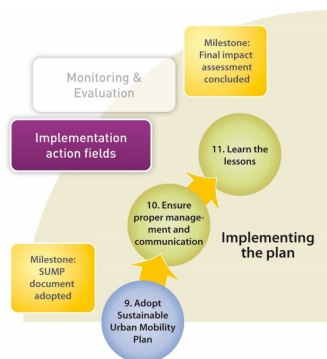 Milestone:
Final impact
assessment
concluded
Monitoring &
Evaluation
Implementation
action fields
11. Learn the
lessons
10. Ensure
proper manage-
ment and
communication
Implementing
the plan
Milestone:
SUMP
document
adopted
9. Adopt
Sustainable
Urban Mobility
Plan